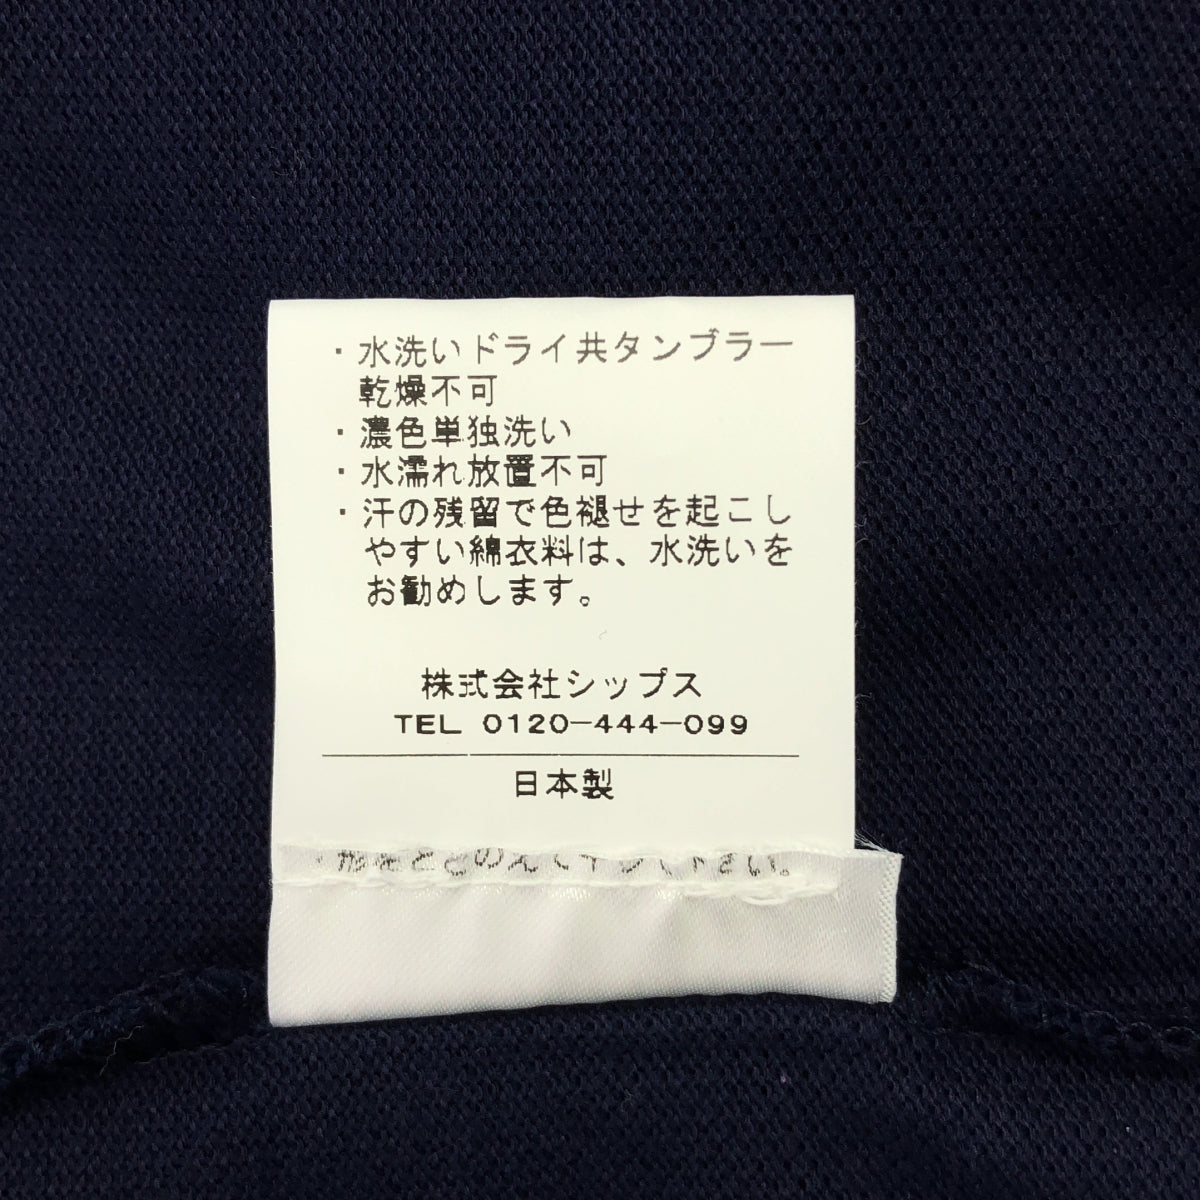 ・水洗いドライ共タンブラー
乾燥不可
・濃色単独洗い
・水濡れ放置不可
・汗の残留で色褪せを起こし
やすい綿衣料は、水洗いを
お勧めします。
株式会社シップス
TEL 0120-444-099
日本製